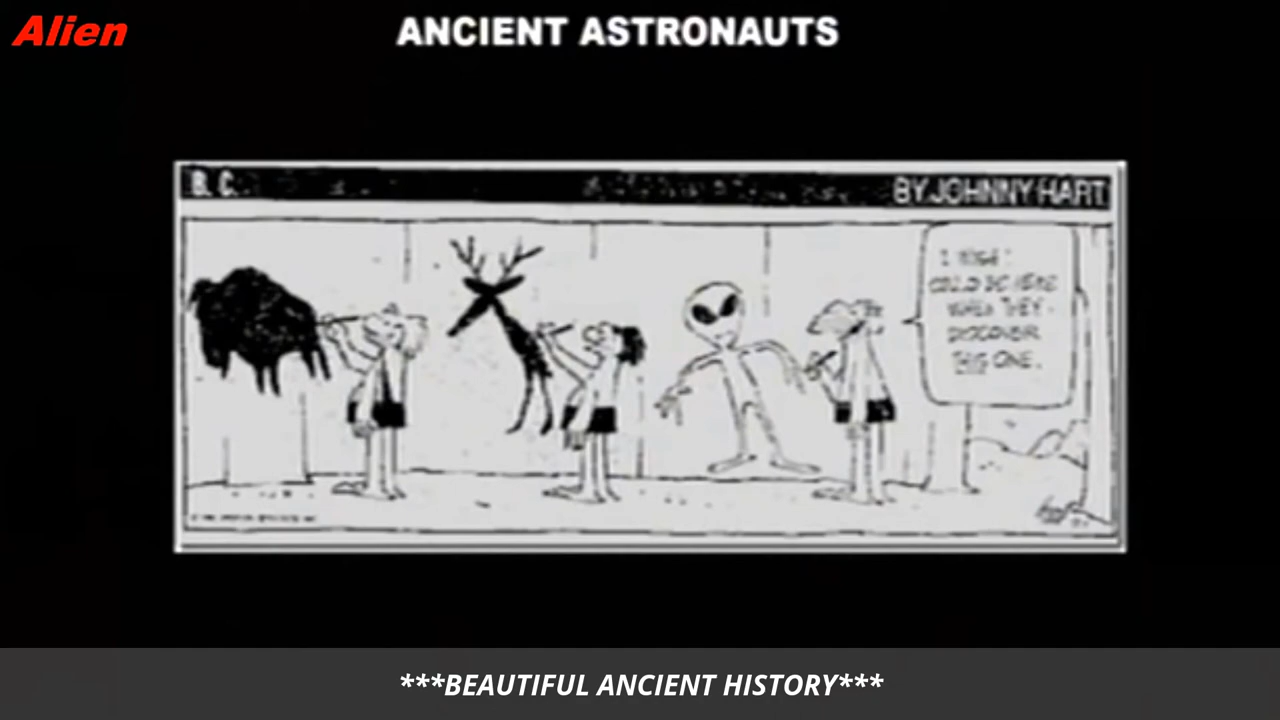 Alien
ANCIENT ASTRONAUTS
B. C.
BY JOHNNY HART
I WISH I
COULD BE HERE
WHEN THEY
DISCOVER
THIS ONE.
***BEAUTIFUL ANCIENT HISTORY***